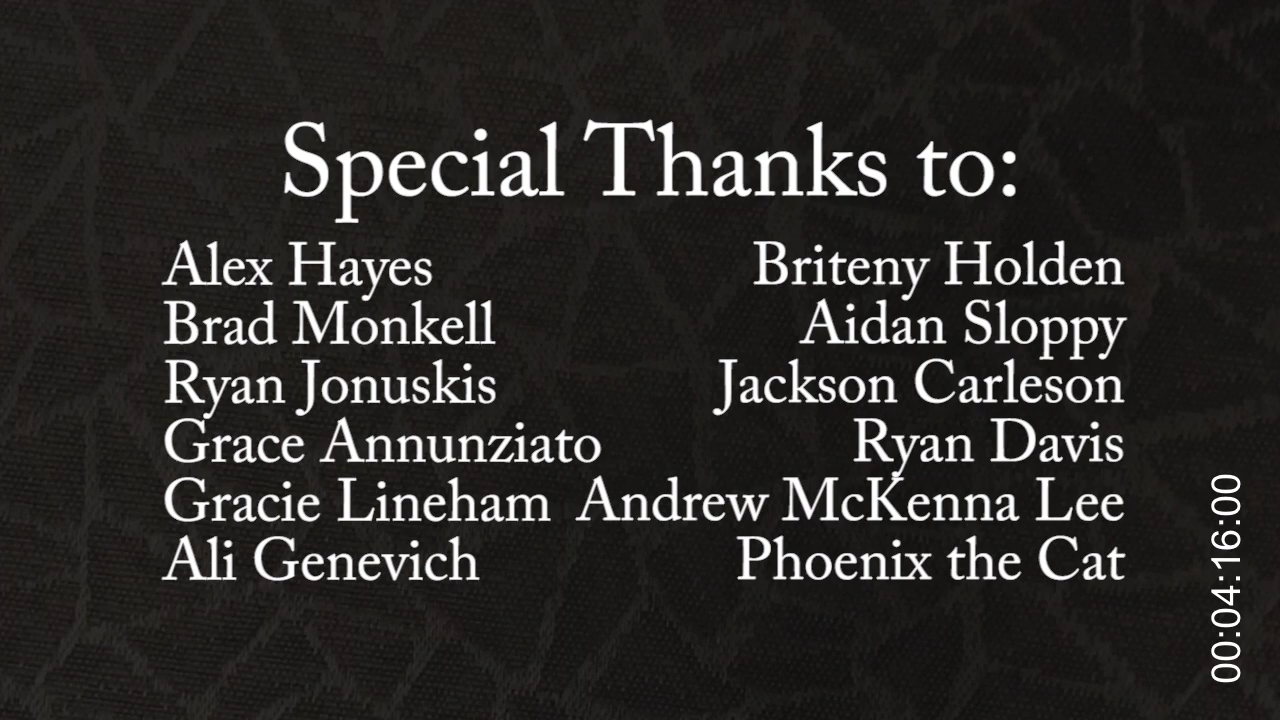 Special Thanks to:
Alex Hayes
Brad Monkell
Ryan Jonuskis
Grace Annunziato
Gracie Lineham
Ali Genevich
Briteny Holden
Aidan Sloppy
Jackson Carleson
Ryan Davis
Andrew McKenna Lee
Phoenix the Cat
00:04:16:00